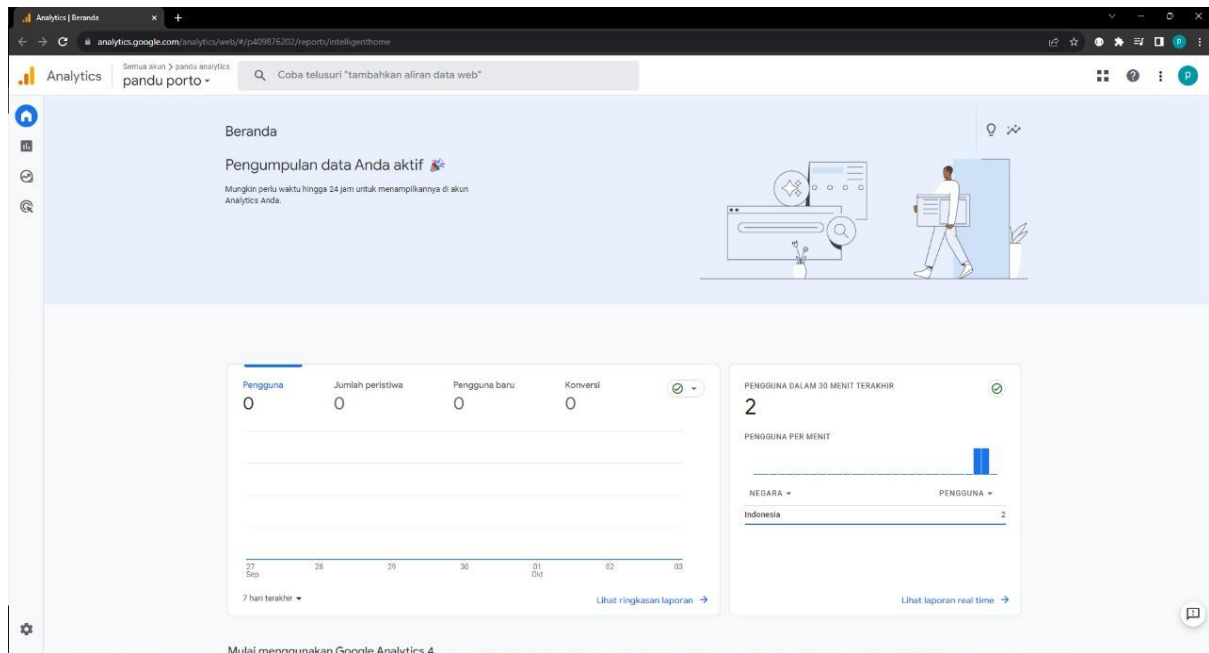 Analytics | Beranda
analytics.google.com/analytics/web/#/p409876202/reports/intelligenthome
P
Analytics
Semua akun > pandu analytics
pandu porto
Coba telusuri "tambahkan aliran data web"
P
Beranda
Pengumpulan data Anda aktif
Mungkin perlu waktu hingga 24 jam untuk menampilkannya di akun
Analytics Anda.
Pengguna
0
Jumlah peristiwa
0
Pengguna baru
0
Konversi
0
27
Sep
28
29
30
01
Okt
02
03
7 hari terakhir
Lihat ringkasan laporan
PENGGUNA DALAM 30 MENIT TERAKHIR
2
PENGGUNA PER MENIT
NEGARA
PENGGUNA
Indonesia
2
Lihat laporan real time
Mulai menggunakan Google Analytics 4